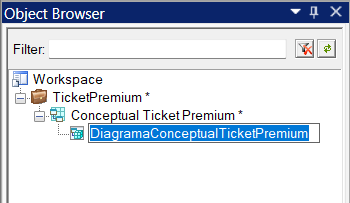 Object Browser
Filter:
Workspace
TicketPremium *
Conceptual Ticket Premium *
DiagramaConceptualTicketPremium